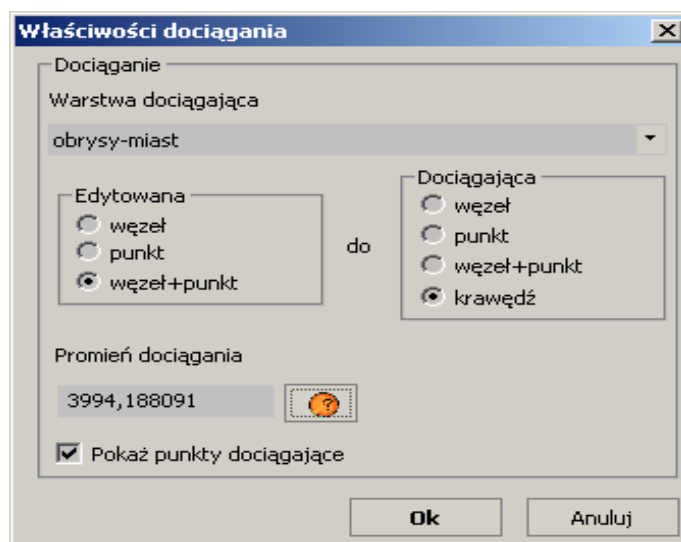 Właściwości dociągania
Dociąganie
Warstwa dociągająca
obrysy-miast
Edytowana
węzeł
punkt
węzeł+punkt
do
Dociągająca
węzeł
punkt
węzeł+punkt
krawędź
Promień dociągania
3994,188091
?
Pokaż punkty dociągające
Ok
Anuluj